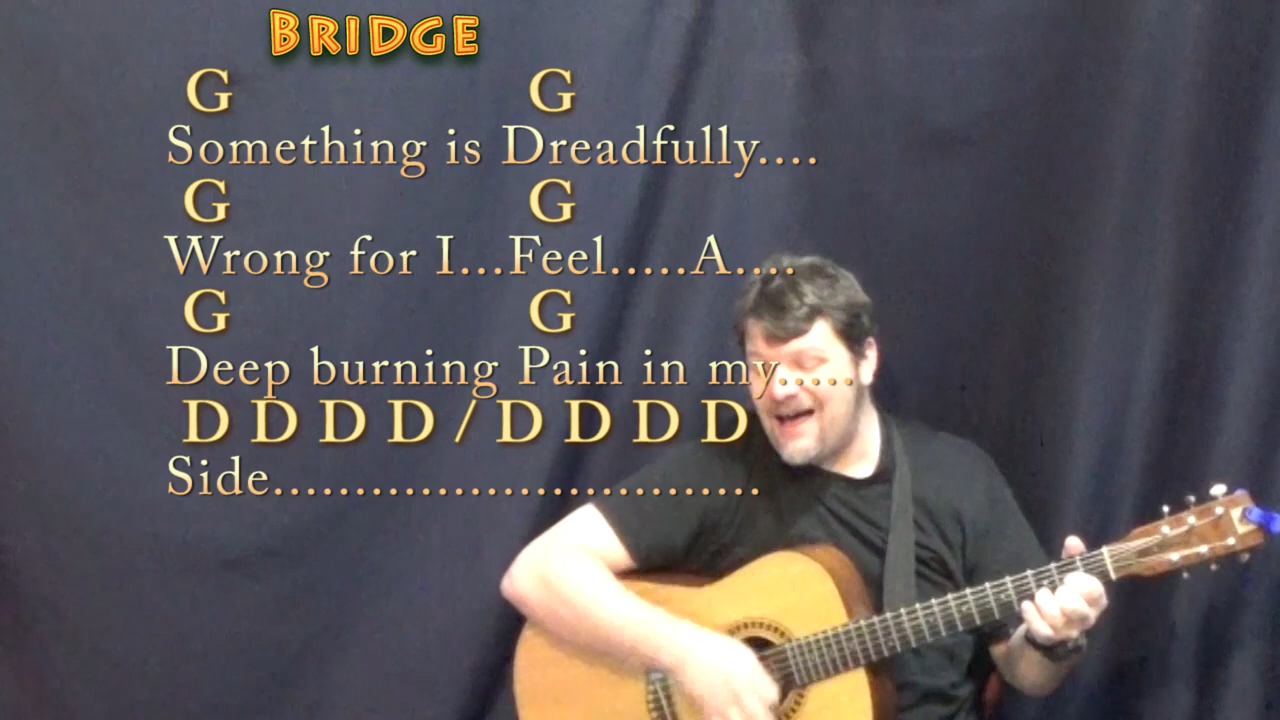 BRIDGE
G G
Something is Dreadfully....
G G
Wrong for I...Feel.....A....
G G
Deep burning Pain in my.....
D D D D / D D D D
Side..............................